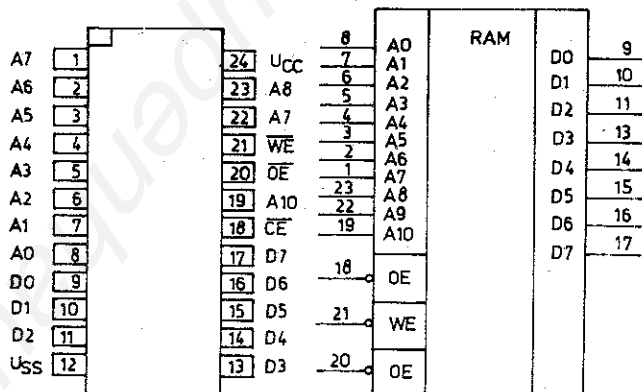 A7 1 24 UCC
A6 2 23 A8
A5 3 22 A7
A4 4 21 WE
A3 5 20 OE
A2 6 19 A10
A1 7 18 CE
A0 8 17 D7
D0 9 16 D6
D1 10 15 D5
D2 11 14 D4
USS 12 13 D3
RAM
8 A0
7 A1
6 A2
5 A3
4 A4
3 A5
2 A6
1 A7
23 A8
22 A9
19 A10
18 OE
21 WE
20 OE
D0 9
D1 10
D2 11
D3 13
D4 14
D5 15
D6 16
D7 17